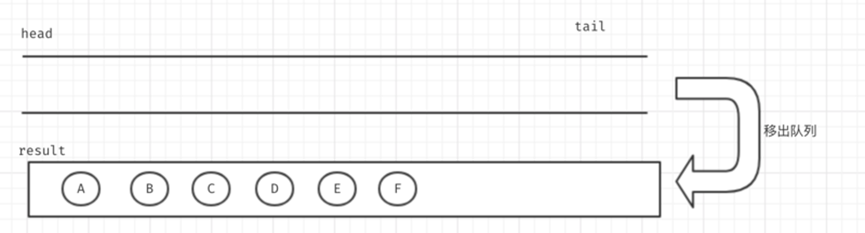 head
tail
移出队列
result
A B C D E F